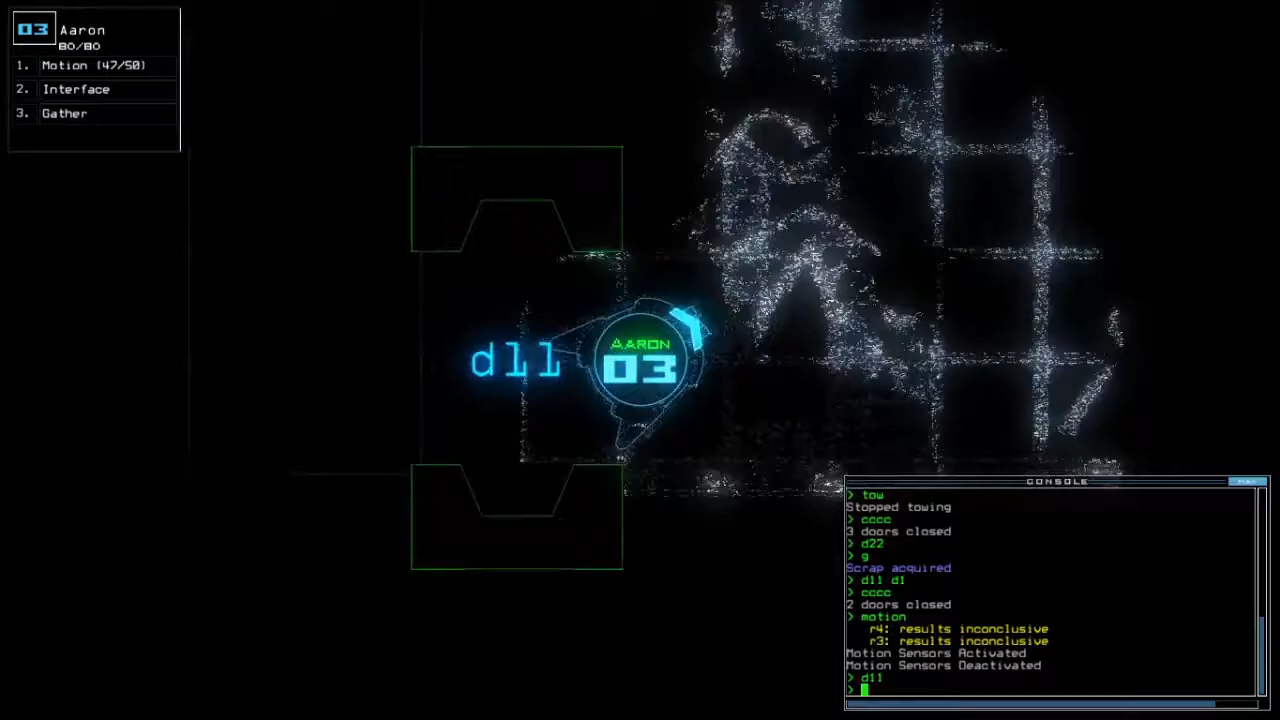 03 Aaron
80/80
1. Motion (47/50)
2. Interface
3. Gather
d11
AARON
03
CONSOLE
> tow
Stopped towing
> cccc
3 doors closed
> d22
> g
Scrap acquired
> d11 d1
> cccc
2 doors closed
> motion
r4: results inconclusive
r3: results inconclusive
Motion Sensors Activated
Motion Sensors Deactivated
> d11
>